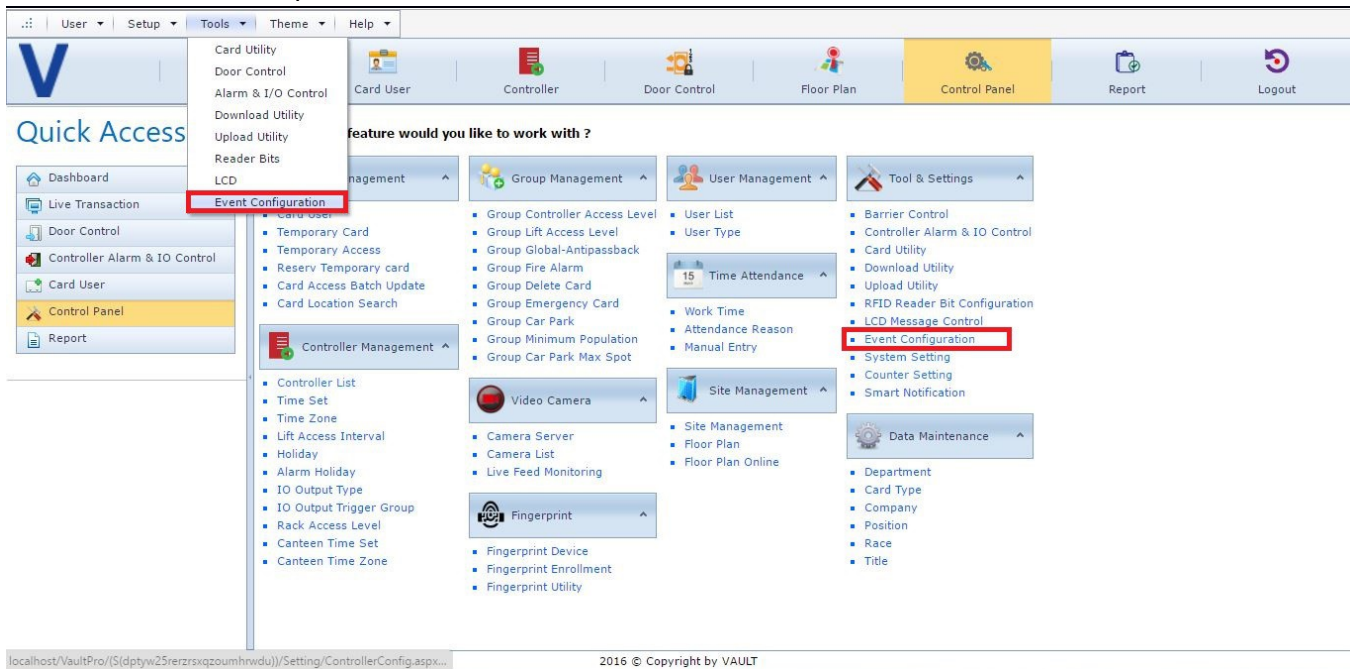 .:: User Setup Tools Theme Help
Card Utility
Door Control
Alarm & I/O Control
Download Utility
Upload Utility
Reader Bits
LCD
Event Configuration
V
Card User
Controller
Door Control
Floor Plan
Control Panel
Report
Logout
Quick Access
feature would you like to work with ?
Dashboard
Live Transaction
Door Control
Controller Alarm & IO Control
Card User
Control Panel
Report
nagement
Card User
Temporary Card
Temporary Access
Reserv Temporary card
Card Access Batch Update
Card Location Search
Controller Management
Controller List
Time Set
Time Zone
Lift Access Interval
Holiday
Alarm Holiday
IO Output Type
IO Output Trigger Group
Rack Access Level
Canteen Time Set
Canteen Time Zone
Group Management
Group Controller Access Level
Group Lift Access Level
Group Global-Antipassback
Group Fire Alarm
Group Delete Card
Group Emergency Card
Group Car Park
Group Minimum Population
Group Car Park Max Spot
Video Camera
Camera Server
Camera List
Live Feed Monitoring
Fingerprint
Fingerprint Device
Fingerprint Enrollment
Fingerprint Utility
User Management
User List
User Type
15
Time Attendance
Work Time
Attendance Reason
Manual Entry
Site Management
Site Management
Floor Plan
Floor Plan Online
Tool & Settings
Barrier Control
Controller Alarm & IO Control
Card Utility
Download Utility
Upload Utility
RFID Reader Bit Configuration
LCD Message Control
Event Configuration
System Setting
Counter Setting
Smart Notification
Data Maintenance
Department
Card Type
Company
Position
Race
Title
localhost/VaultPro/(S(dptyw25rerzrsxqzoumhrwdu))/Setting/ControllerConfig.aspx...
2016 © Copyright by VAULT